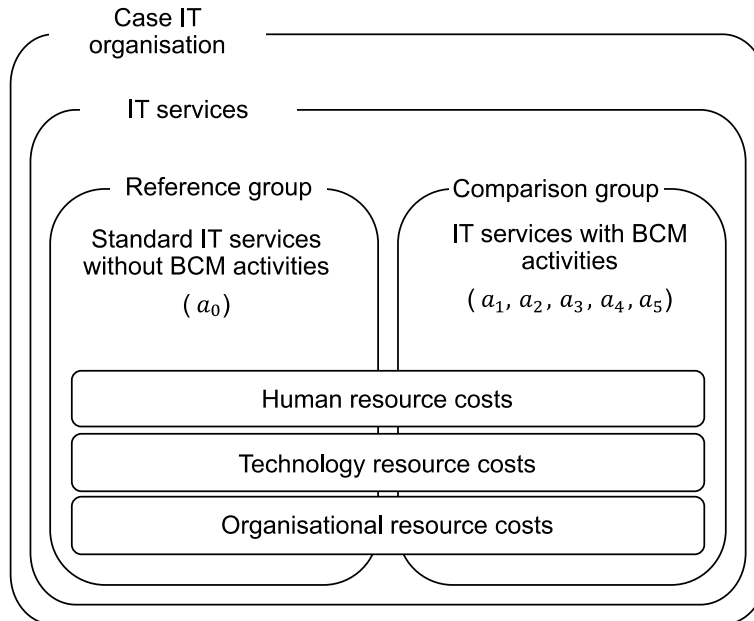 Case IT
organisation
IT services
Reference group
Standard IT services
without BCM activities
( a₀)
Comparison group
IT services with BCM
activities
( a₁, a₂, a₃, a₄, a₅)
Human resource costs
Technology resource costs
Organisational resource costs